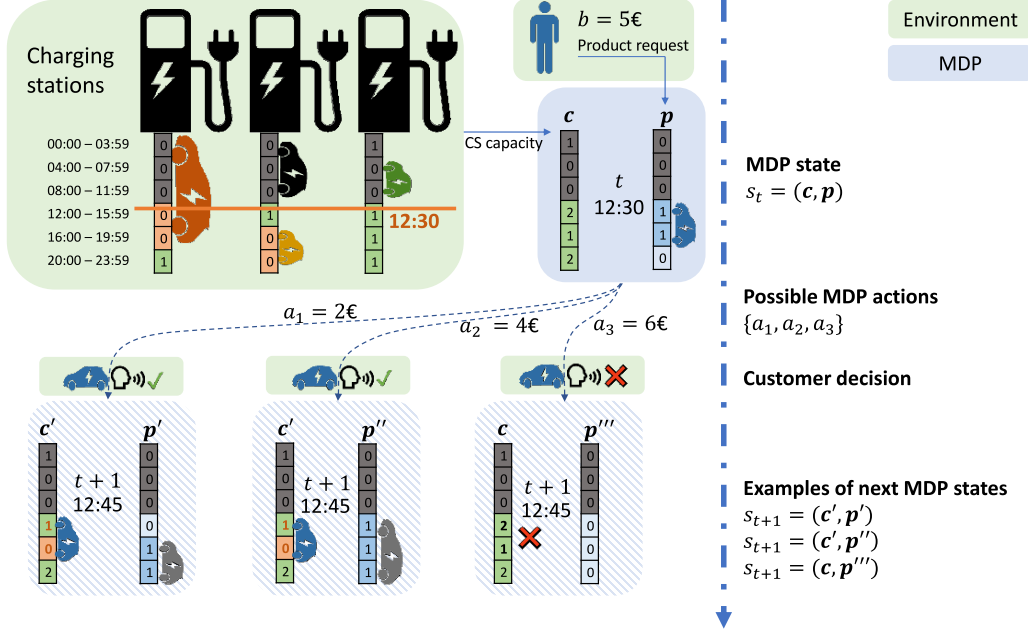 Charging
stations
00:00 – 03:59
04:00 – 07:59
08:00 – 11:59
12:00 – 15:59
16:00 – 19:59
20:00 – 23:59
0
0
0
0
0
1
0
0
0
1
0
0
1
0
0
1
1
1
12:30
b = 5€
Product request
CS capacity
c
1
0
0
2
1
2
t
12:30
p
0
0
0
1
1
0
Environment
MDP
MDP state
s_t = (c, p)
a_1 = 2€
a_2 = 4€
a_3 = 6€
Possible MDP actions
{a_1, a_2, a_3}
Customer decision
c′
1
0
0
1
0
2
t + 1
12:45
p′
0
0
0
0
1
1
c′
1
0
0
1
0
2
t + 1
12:45
p′′
0
0
0
1
1
1
c
1
0
0
2
1
2
t + 1
12:45
p′′′
0
0
0
0
0
0
Examples of next MDP states
s_{t+1} = (c′, p′)
s_{t+1} = (c′, p′′)
s_{t+1} = (c, p′′′)